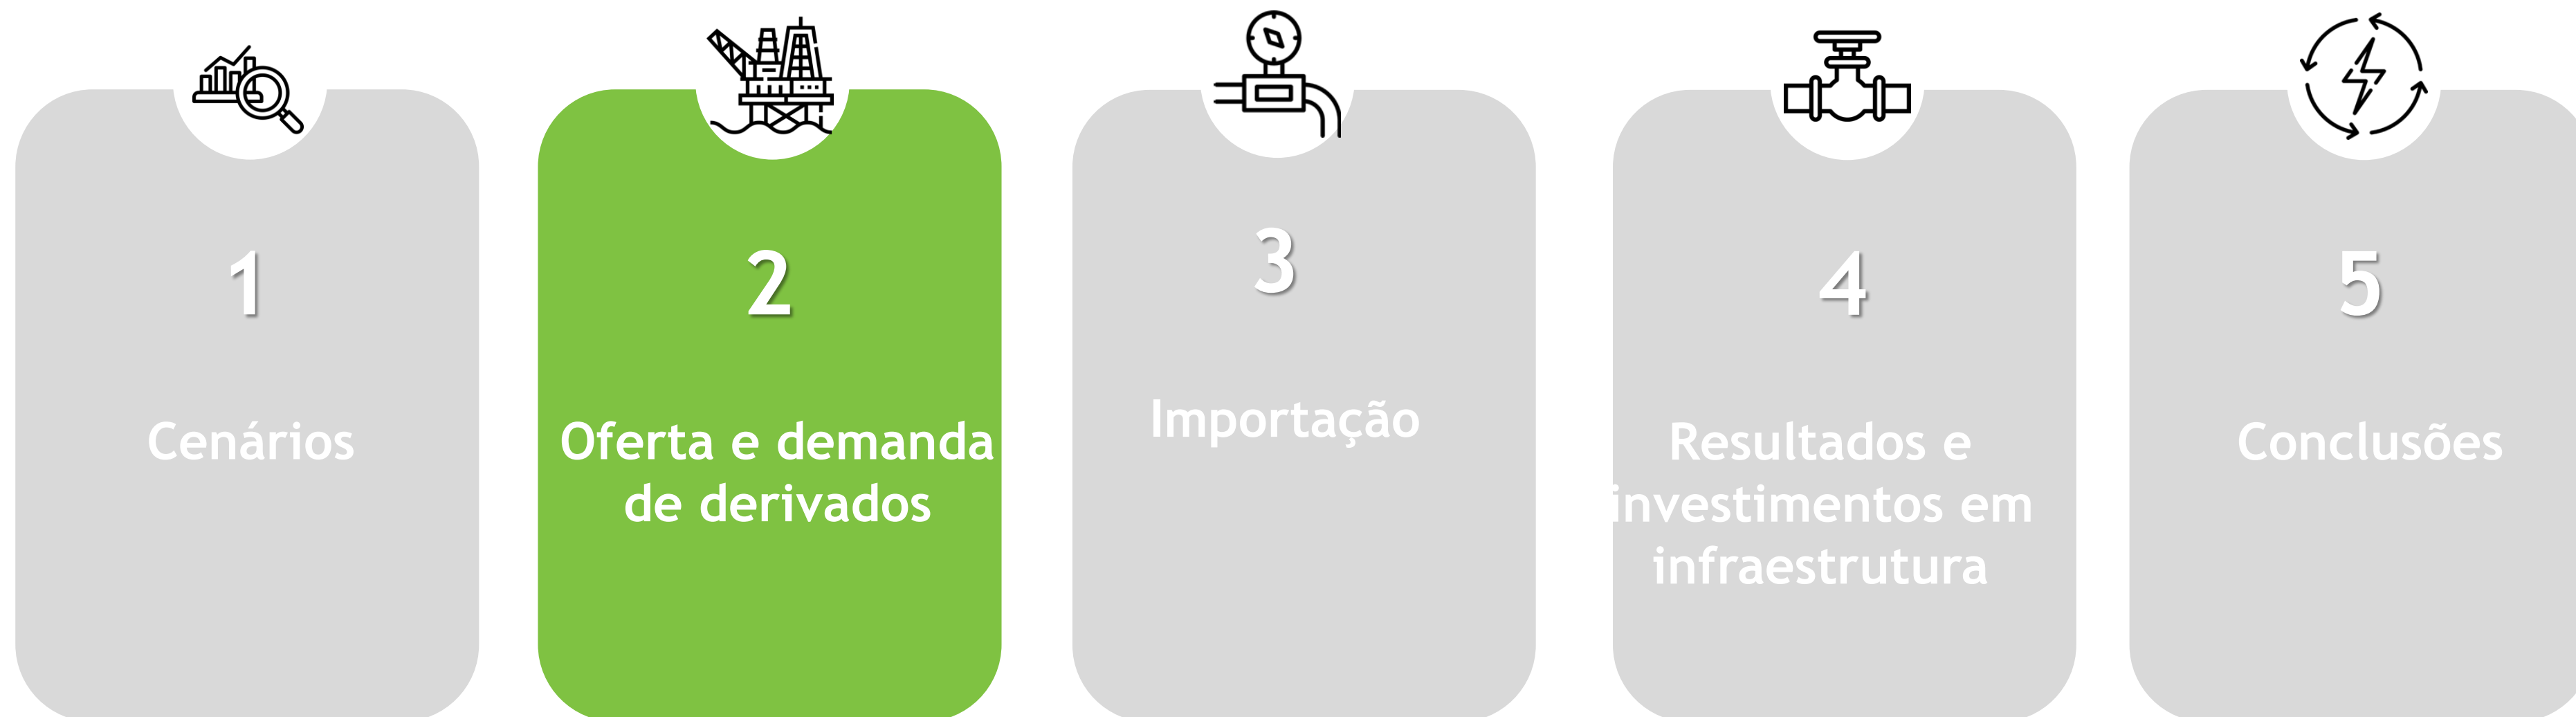 1
Cenários
2
Oferta e demanda
de derivados
3
Importação
4
Resultados e
investimentos em
infraestrutura
5
Conclusões